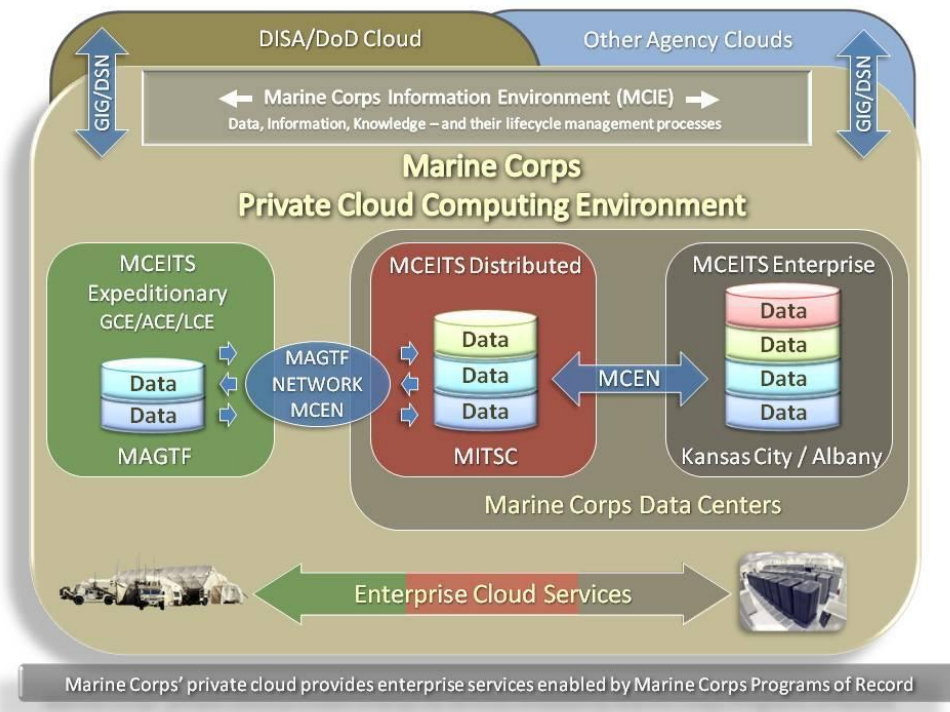 DISA/DoD Cloud
Other Agency Clouds
GIG/DSN
GIG/DSN
Marine Corps Information Environment (MCIE)
Data, Information, Knowledge – and their lifecycle management processes
Marine Corps
Private Cloud Computing Environment
MCEITS
Expeditionary
GCE/ACE/LCE
Data
Data
MAGTF
MAGTF
NETWORK
MCEN
MCEITS Distributed
Data
Data
Data
MITSC
MCEN
MCEITS Enterprise
Data
Data
Data
Data
Kansas City / Albany
Marine Corps Data Centers
Enterprise Cloud Services
Marine Corps' private cloud provides enterprise services enabled by Marine Corps Programs of Record